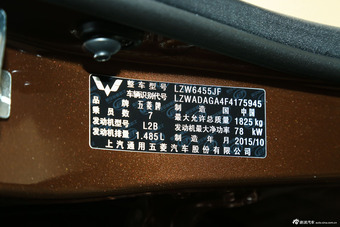 整车型号 LZW6455JF
车辆识别代号 LZWADAGA4F4175945
品牌 五菱牌 制造国 中国
乘员数 7 最大允许总质量 1825 kg
发动机型号 L2B 发动机最大净功率 78 kW
发动机排量 1.485L 制造年月 2015/10
上汽通用五菱汽车股份有限公司